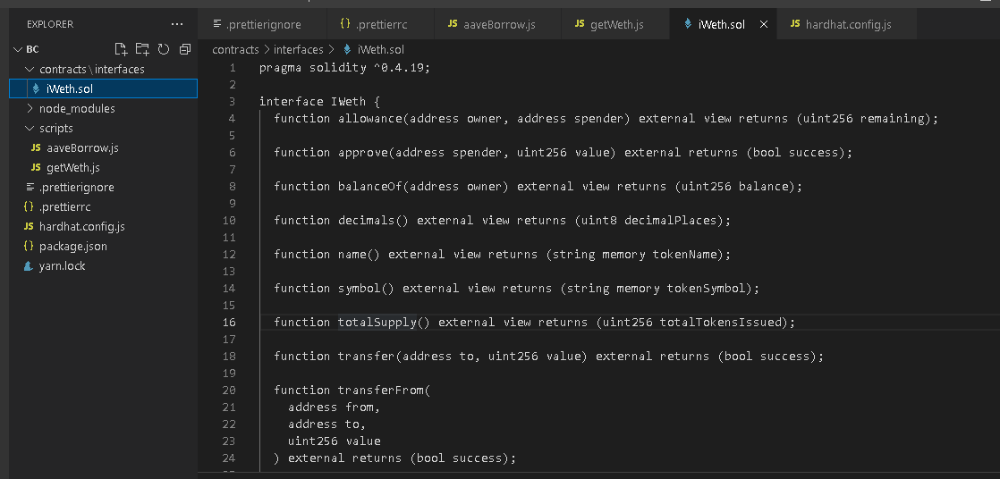 EXPLORER
···
.prettierignore
{} .prettierrc
JS aaveBorrow.js
JS getWeth.js
iWeth.sol
JS hardhat.config.js
BC
contracts > interfaces > iWeth.sol
contracts\interfaces
iWeth.sol
node_modules
scripts
JS aaveBorrow.js
JS getWeth.js
.prettierignore
{} .prettierrc
JS hardhat.config.js
{} package.json
yarn.lock
1 pragma solidity ^0.4.19;
2
3 interface IWeth {
4 function allowance(address owner, address spender) external view returns (uint256 remaining);
5
6 function approve(address spender, uint256 value) external returns (bool success);
7
8 function balanceOf(address owner) external view returns (uint256 balance);
9
10 function decimals() external view returns (uint8 decimalPlaces);
11
12 function name() external view returns (string memory tokenName);
13
14 function symbol() external view returns (string memory tokenSymbol);
15
16 function totalSupply() external view returns (uint256 totalTokensIssued);
17
18 function transfer(address to, uint256 value) external returns (bool success);
19
20 function transferFrom(
21 address from,
22 address to,
23 uint256 value
24 ) external returns (bool success);